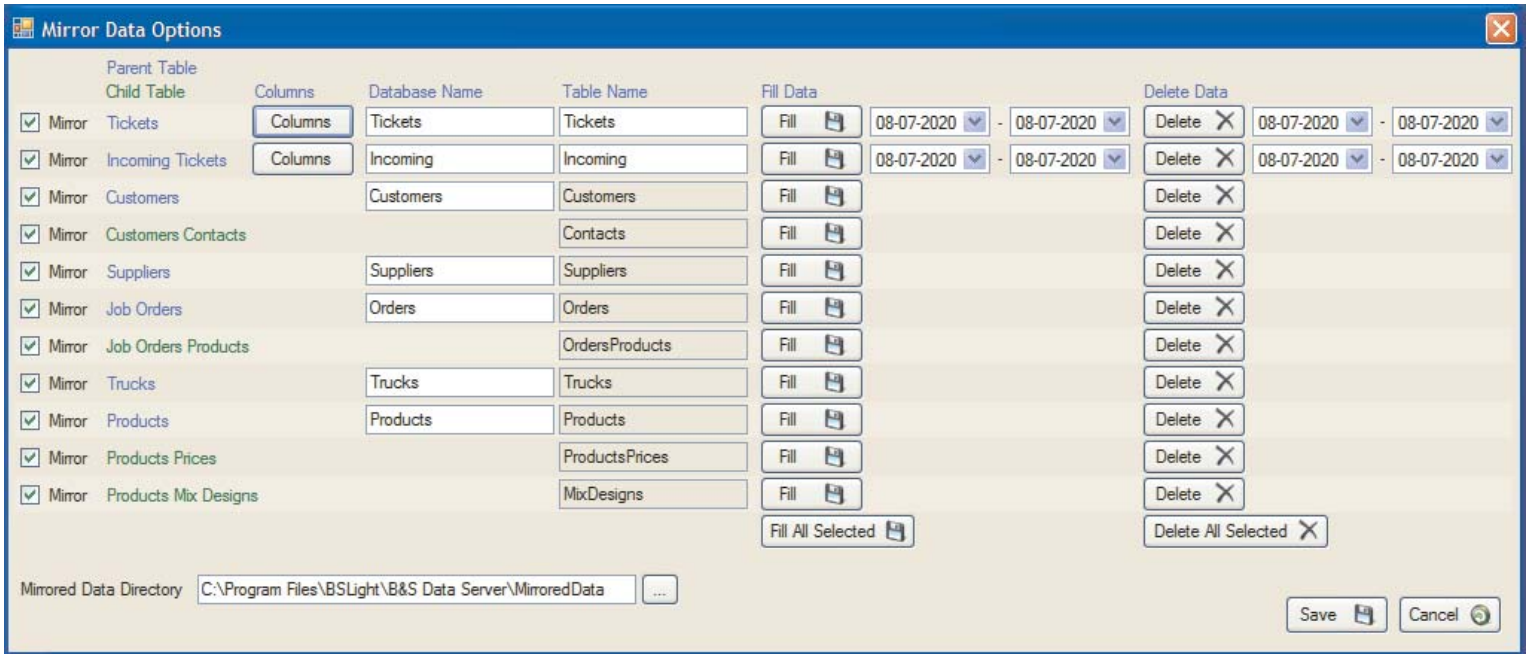 Mirror Data Options
Parent Table
Child Table Columns Database Name Table Name Fill Data Delete Data
Mirror Tickets Columns Tickets Tickets Fill 08-07-2020 - 08-07-2020 Delete 08-07-2020 - 08-07-2020
Mirror Incoming Tickets Columns Incoming Incoming Fill 08-07-2020 - 08-07-2020 Delete 08-07-2020 - 08-07-2020
Mirror Customers Customers Customers Fill Delete
Mirror Customers Contacts Contacts Fill Delete
Mirror Suppliers Suppliers Suppliers Fill Delete
Mirror Job Orders Orders Orders Fill Delete
Mirror Job Orders Products OrdersProducts Fill Delete
Mirror Trucks Trucks Trucks Fill Delete
Mirror Products Products Products Fill Delete
Mirror Products Prices ProductsPrices Fill Delete
Mirror Products Mix Designs MixDesigns Fill Delete
Fill All Selected Delete All Selected
Mirrored Data Directory C:\Program Files\BSLight\B&S Data Server\MirroredData ...
Save Cancel